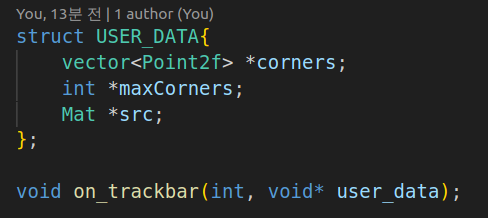 You, 13분 전 | 1 author (You)
struct USER_DATA{
    vector<Point2f> *corners;
    int *maxCorners;
    Mat *src;
};

void on_trackbar(int, void* user_data);